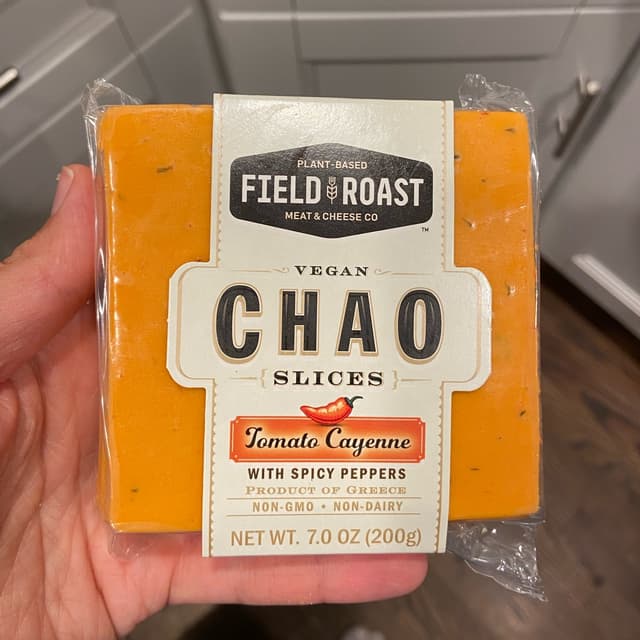 PLANT-BASED
FIELD ROAST
MEAT & CHEESE CO
™
VEGAN
CHAO
SLICES
Tomato Cayenne
WITH SPICY PEPPERS
PRODUCT OF GREECE
NON-GMO • NON-DAIRY
NET WT. 7.0 OZ (200g)